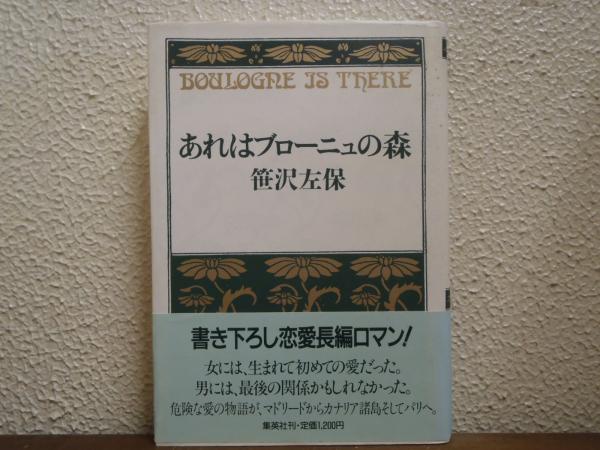 BOULOGNE IS THERE
あれはブローニュの森
笹沢左保
書き下ろし恋愛長編ロマン!
女には、生まれて初めての愛だった。
男には、最後の関係かもしれなかった。
危険な愛の物語が、マドリードからカナリア諸島そしてパリへ。
集英社刊・定価1,200円